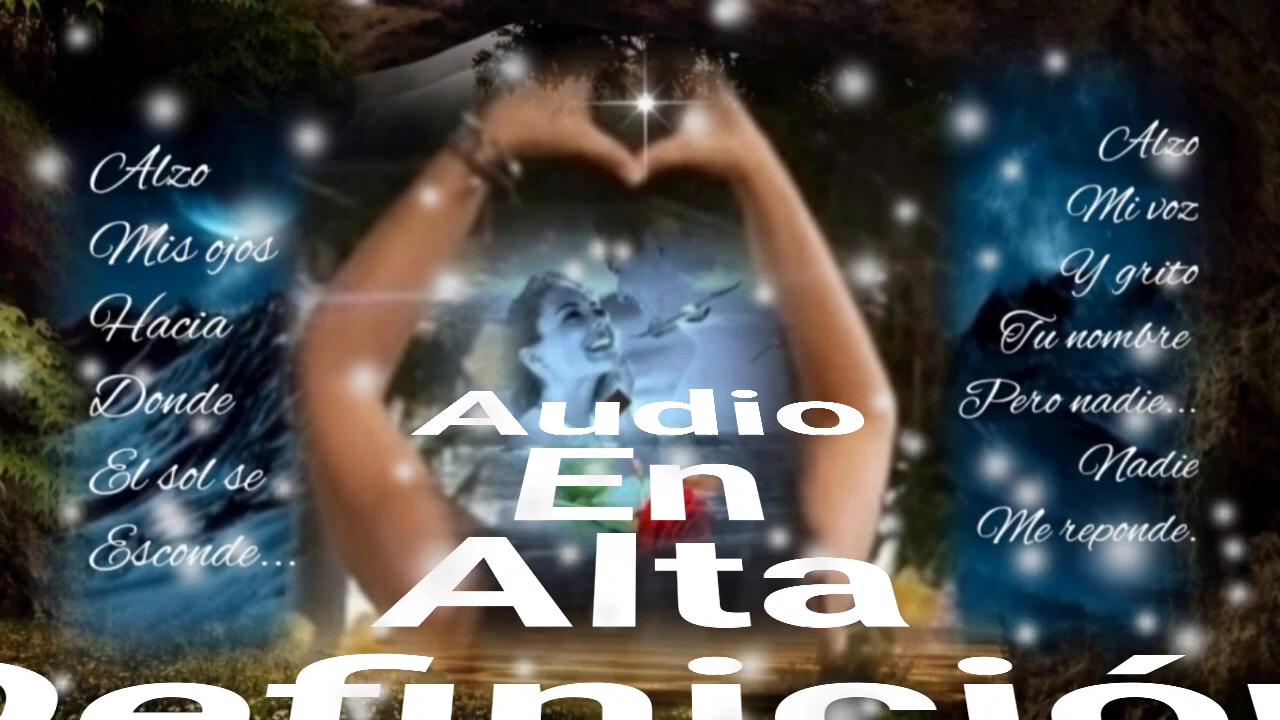 Alzo
Mis ojos
Hacia
Donde
El sol se
Esconde...
Alzo
Mi voz
Y grito
Tu nombre
Pero nadie...
Nadie
Me reponde.
Audio
En
Alta
Definición